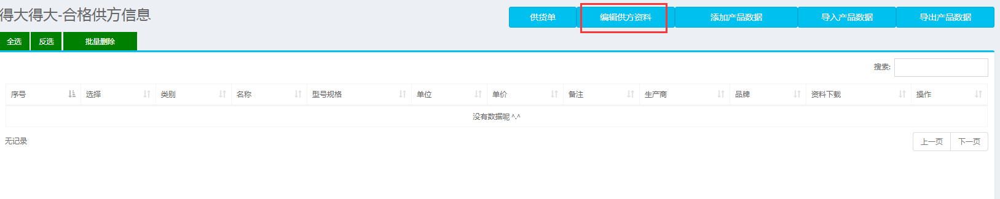 得大得大-合格供方信息
供货单 编辑供方资料 添加产品数据 导入产品数据 导出产品数据
全选 反选 批量删除
搜索:
序号 选择 类别 名称 型号规格 单位 单价 备注 生产商 品牌 资料下载 操作
没有数据呢 ^.^
无记录 上一页 下一页